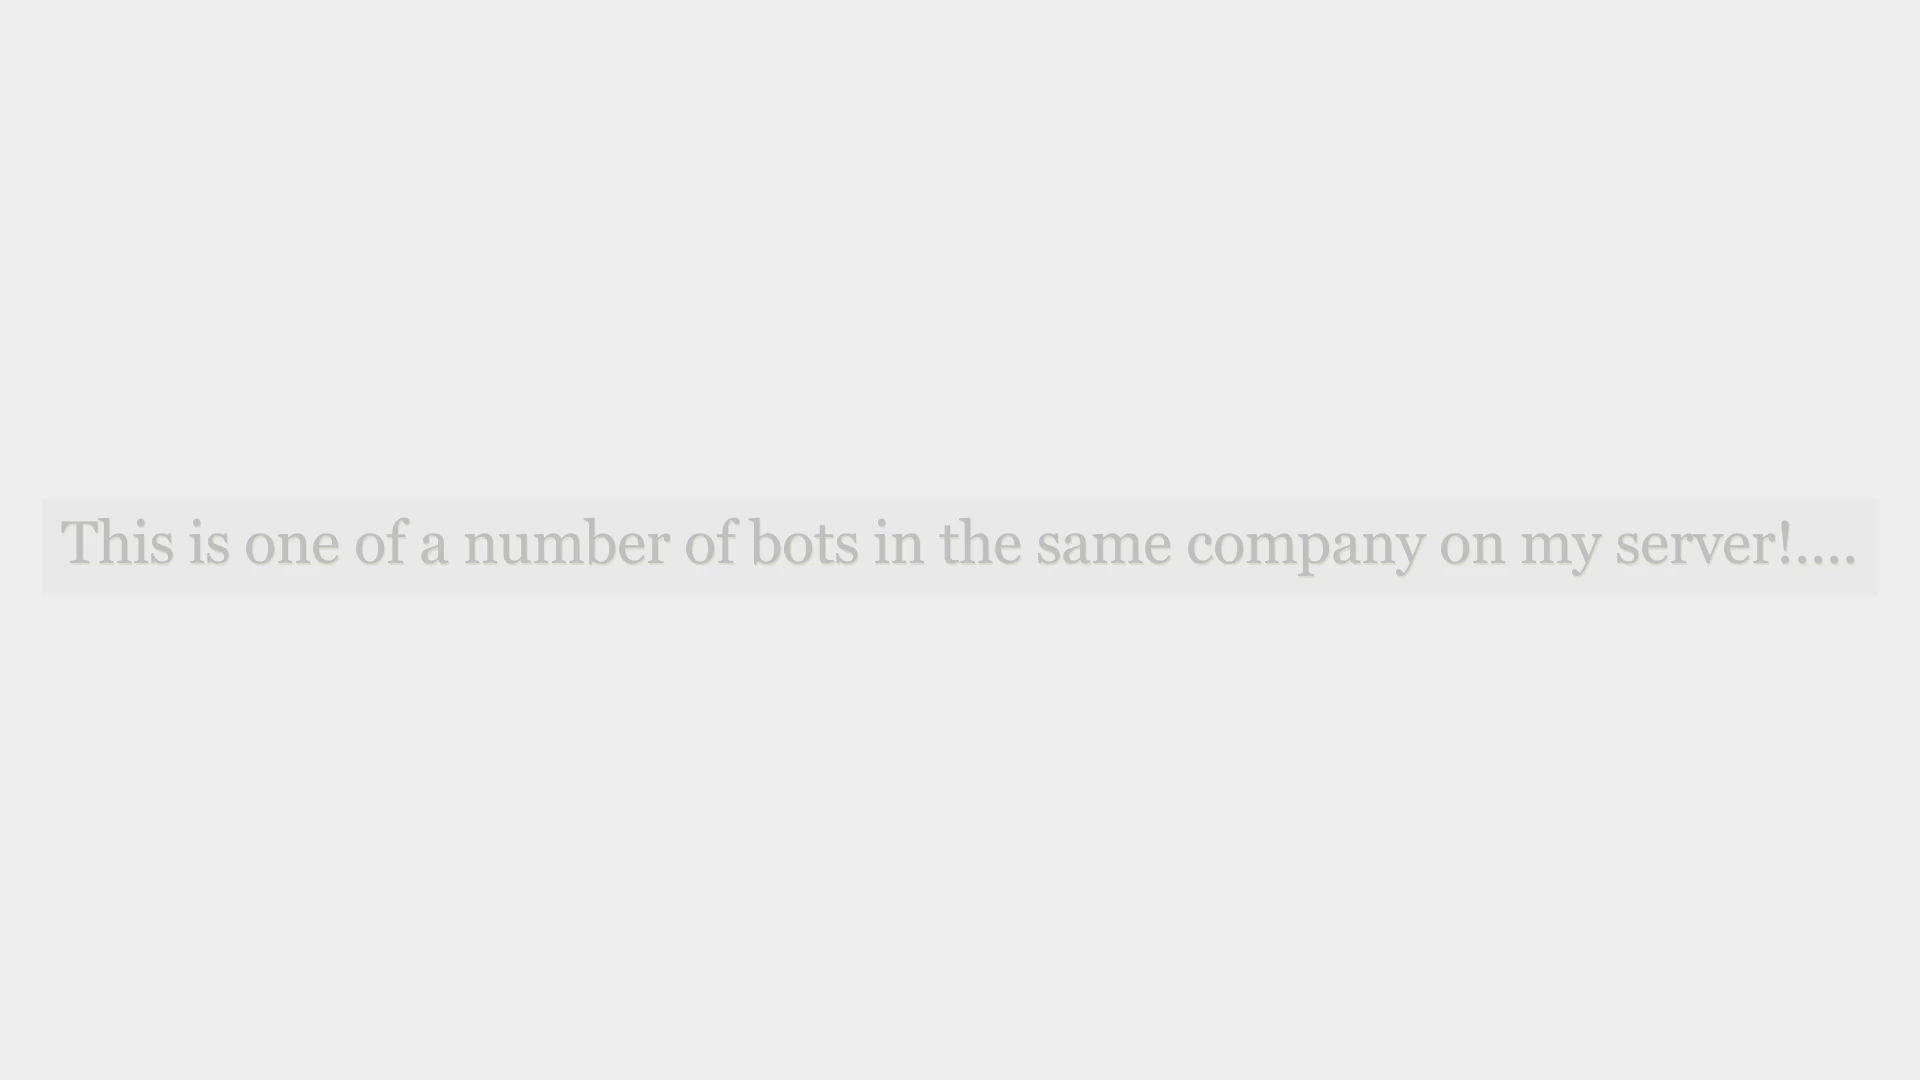 This is one of a number of bots in the same company on my server!....